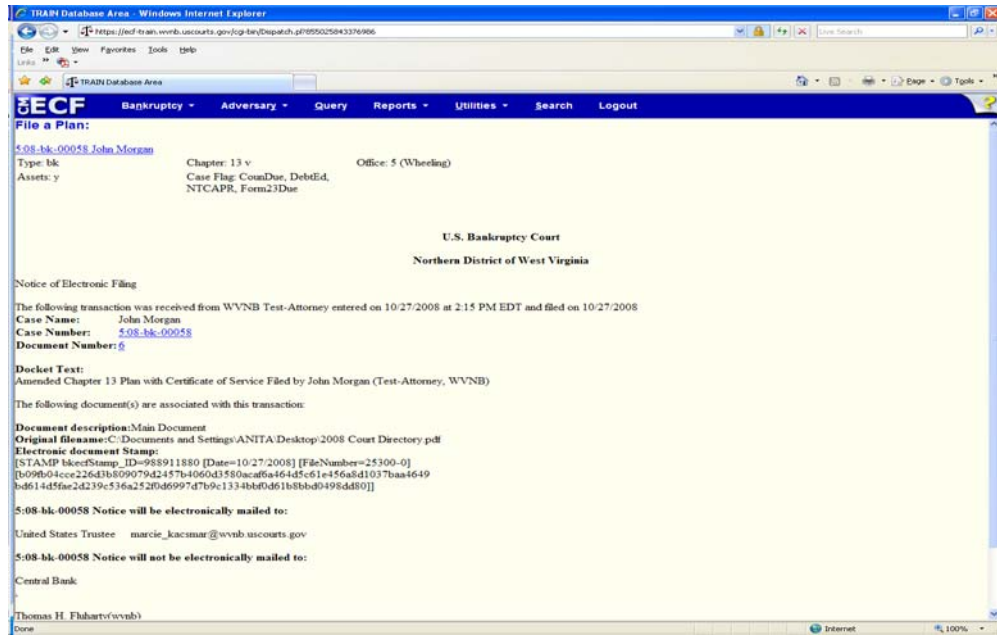 TRAIN Database Area - Windows Internet Explorer
https://ecf-train.wvnb.uscourts.gov/cgi-bin/Dispatch.pl?855025843376986
Live Search
File Edit View Favorites Tools Help
Links
TRAIN Database Area
Page Tools
CM ECF Bankruptcy Adversary Query Reports Utilities Search Logout ?
File a Plan:
5:08-bk-00058 John Morgan
Type: bk Chapter: 13 v Office: 5 (Wheeling)
Assets: y Case Flag: CounDue, DebtEd,
NTCAPR, Form23Due
U.S. Bankruptcy Court
Northern District of West Virginia
Notice of Electronic Filing
The following transaction was received from WVNB Test-Attorney entered on 10/27/2008 at 2:15 PM EDT and filed on 10/27/2008
Case Name: John Morgan
Case Number: 5:08-bk-00058
Document Number: 6
Docket Text:
Amended Chapter 13 Plan with Certificate of Service Filed by John Morgan (Test-Attorney, WVNB)
The following document(s) are associated with this transaction:
Document description:Main Document
Original filename:C:\Documents and Settings\ANITA\Desktop\2008 Court Directory.pdf
Electronic document Stamp:
[STAMP bkecfStamp_ID=988911880 [Date=10/27/2008] [FileNumber=25300-0]
[b09fb04cce226d3b809079d2457b4060d3580acaf6a464d5c61e456a8d1037baa4649
bd614d5fae2d239c536a252f0d6997d7b9c1334bbf0d61b8bbd0498dd80]]
5:08-bk-00058 Notice will be electronically mailed to:
United States Trustee marcie_kacsmar@wvnb.uscourts.gov
5:08-bk-00058 Notice will not be electronically mailed to:
Central Bank
,
Thomas H. Fluharty(wvnb)
Done Internet 100%